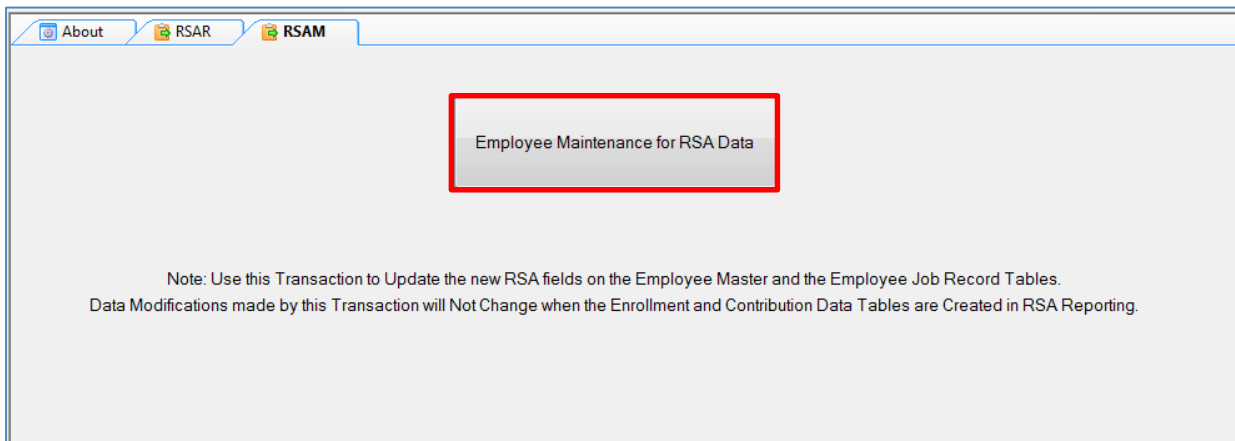 About RSAR RSAM
Employee Maintenance for RSA Data
Note: Use this Transaction to Update the new RSA fields on the Employee Master and the Employee Job Record Tables.
Data Modifications made by this Transaction will Not Change when the Enrollment and Contribution Data Tables are Created in RSA Reporting.